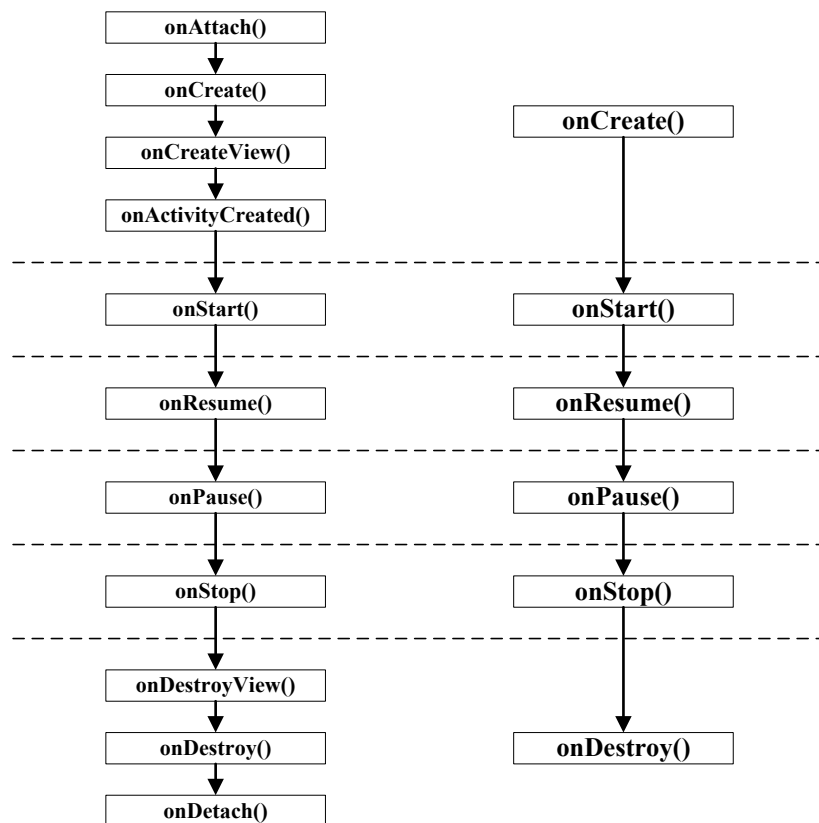 onAttach()
onCreate()
onCreateView()
onActivityCreated()
onStart()
onResume()
onPause()
onStop()
onDestroyView()
onDestroy()
onDetach()
onCreate()
onStart()
onResume()
onPause()
onStop()
onDestroy()